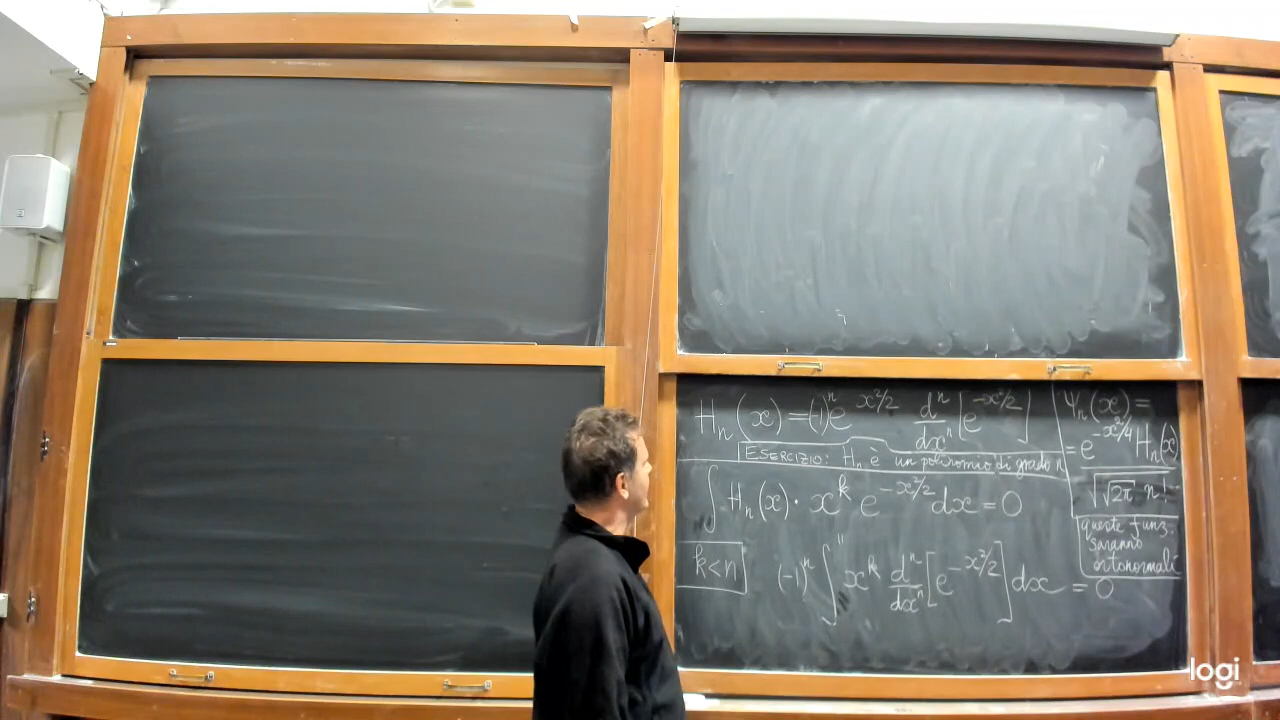 Hₙ(x)=(-1)ⁿe^{x²/2} dⁿ/dxⁿ[e^{-x²/2}]
ESERCIZIO: Hₙ è un polinomio di grado n
∫Hₙ(x)·x^k e^{-x²/2}dx=0
k<n
"
(-1)ⁿ∫x^k dⁿ/dxⁿ[e^{-x²/2}]dx=0
Ψₙ(x)=
=e^{-x²/4}Hₙ(x)
√(√(2π) n!)
queste funz.
saranno
ortonormali
logi